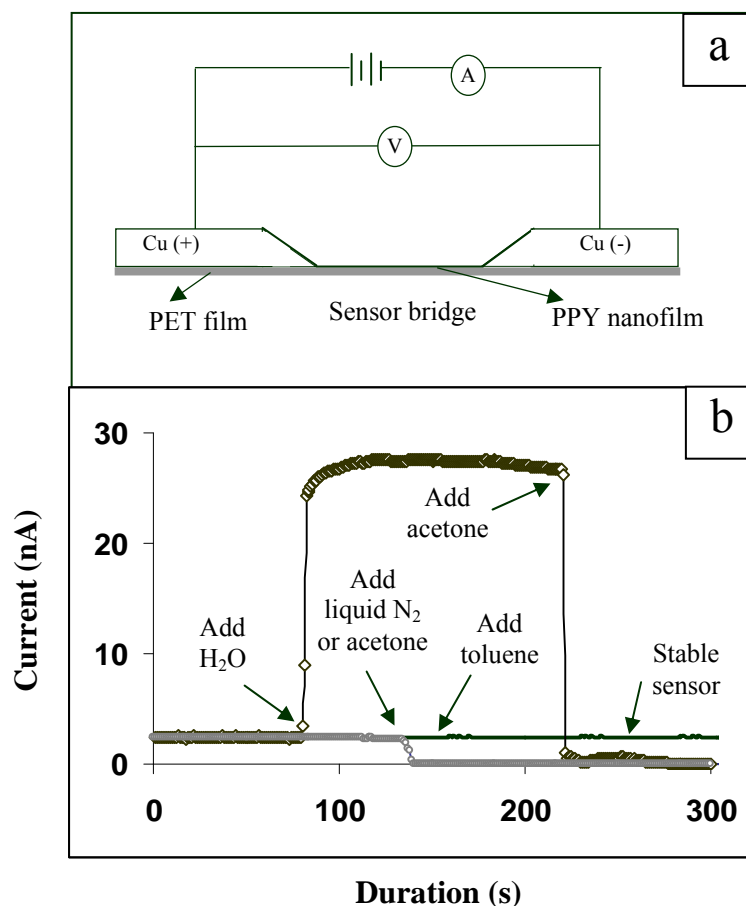 a
A
V
Cu (+)
Cu (-)
PET film
Sensor bridge
PPY nanofilm
b
30
20
10
0
Current (nA)
Add
H₂O
Add
liquid N₂
or acetone
Add
acetone
Add
toluene
Stable
sensor
0
100
200
300
Duration (s)